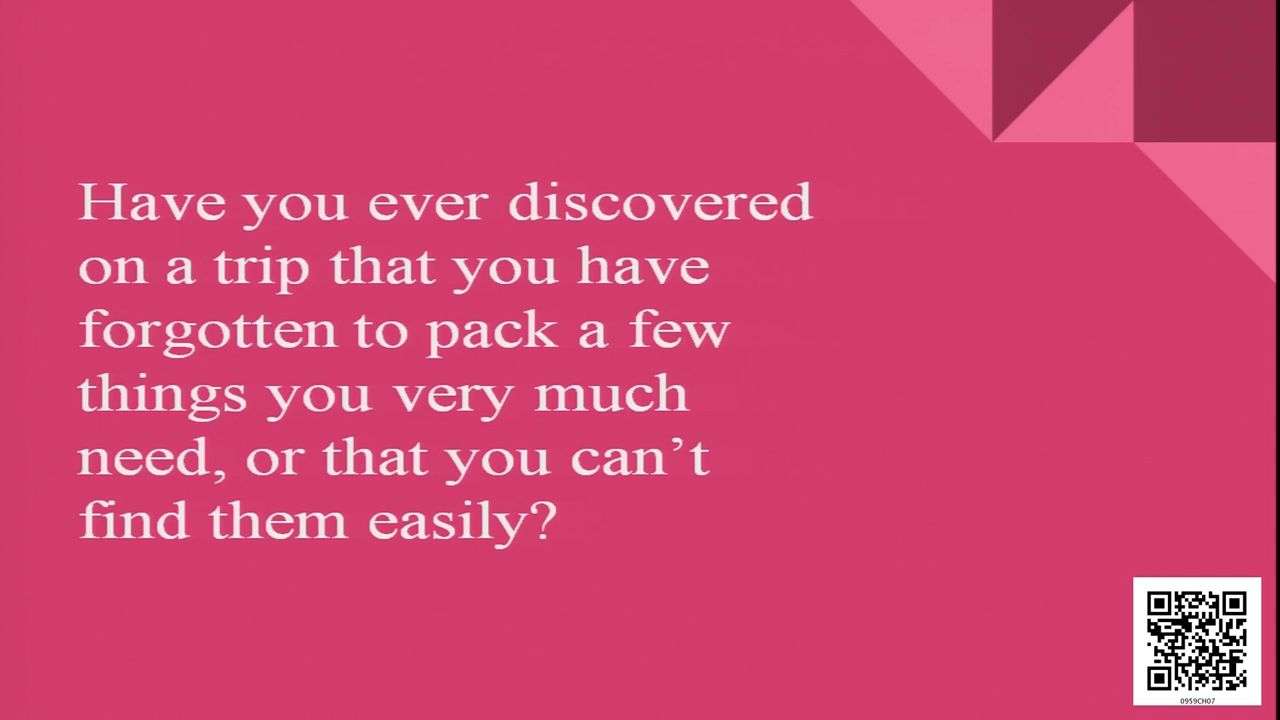 Have you ever discovered
on a trip that you have
forgotten to pack a few
things you very much
need, or that you can’t
find them easily?
0959CH07